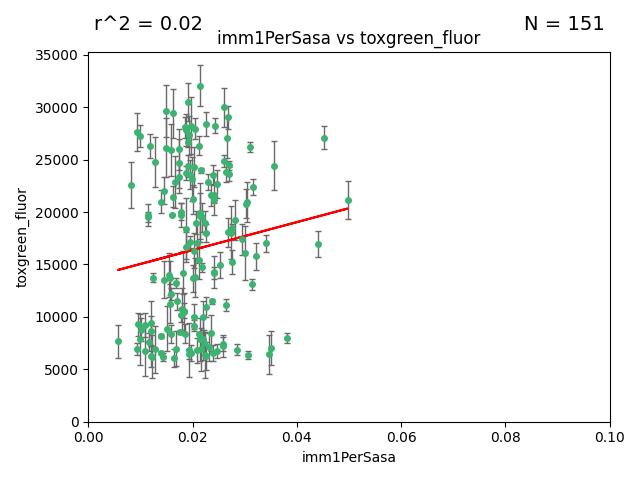 r^2 = 0.02
N = 151
imm1PerSasa vs toxgreen_fluor
35000
30000
25000
20000
15000
10000
5000
0
toxgreen_fluor
0.00
0.02
0.04
0.06
0.08
0.10
imm1PerSasa